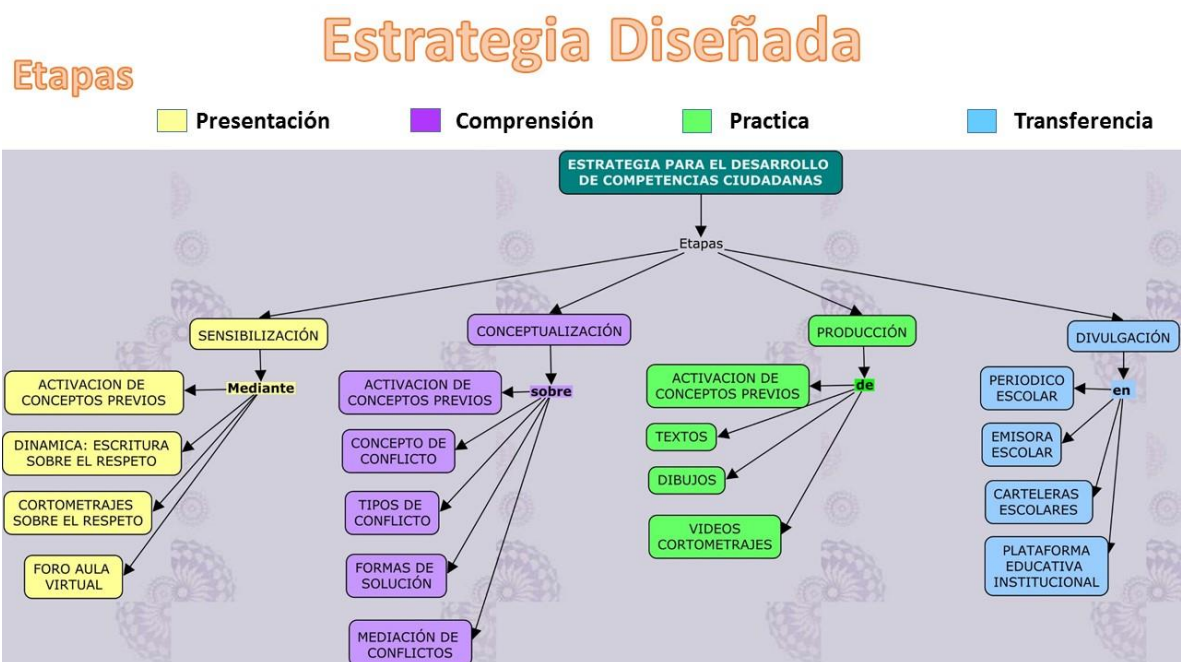 Estrategia Diseñada
Etapas
Presentación
Comprensión
Practica
Transferencia
ESTRATEGIA PARA EL DESARROLLO
DE COMPETENCIAS CIUDADANAS
Etapas
SENSIBILIZACIÓN
Mediante
ACTIVACION DE
CONCEPTOS PREVIOS
DINAMICA: ESCRITURA
SOBRE EL RESPETO
CORTOMETRAJES
SOBRE EL RESPETO
FORO AULA
VIRTUAL
CONCEPTUALIZACIÓN
sobre
ACTIVACION DE
CONCEPTOS PREVIOS
CONCEPTO DE
CONFLICTO
TIPOS DE
CONFLICTO
FORMAS DE
SOLUCIÓN
MEDIACIÓN DE
CONFLICTOS
PRODUCCIÓN
de
ACTIVACION DE
CONCEPTOS PREVIOS
TEXTOS
DIBUJOS
VIDEOS
CORTOMETRAJES
DIVULGACIÓN
en
PERIODICO
ESCOLAR
EMISORA
ESCOLAR
CARTELERAS
ESCOLARES
PLATAFORMA
EDUCATIVA
INSTITUCIONAL